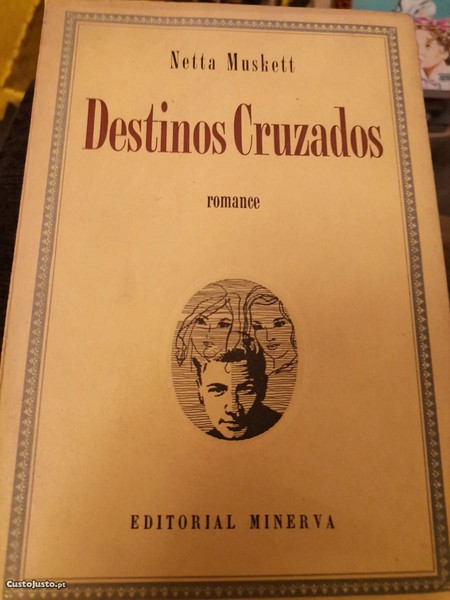 Netta Muskett
Destinos Cruzados
romance
EDITORIAL MINERVA
CustoJusto.pt